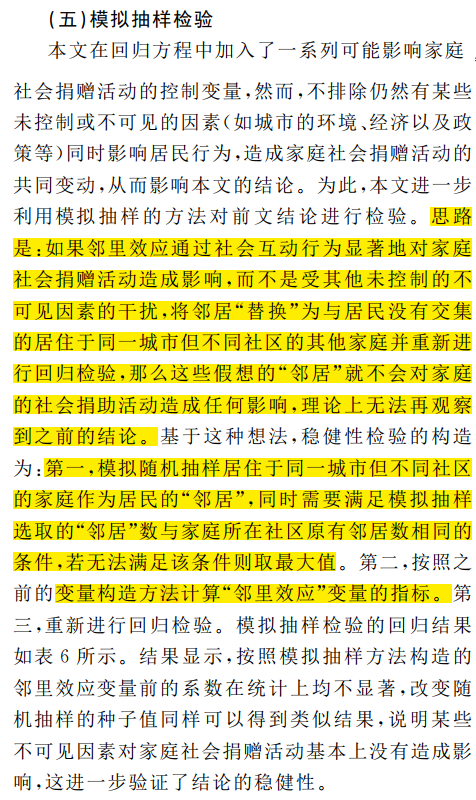 (五)模拟抽样检验
本文在回归方程中加入了一系列可能影响家庭
社会捐赠活动的控制变量,然而,不排除仍然有某些
未控制或不可见的因素(如城市的环境、经济以及政
策等)同时影响居民行为,造成家庭社会捐赠活动的
共同变动,从而影响本文的结论。为此,本文进一步
利用模拟抽样的方法对前文结论进行检验。思路
是:如果邻里效应通过社会互动行为显著地对家庭
社会捐赠活动造成影响,而不是受其他未控制的不
可见因素的干扰,将邻居“替换”为与居民没有交集
的居住于同一城市但不同社区的其他家庭并重新进
行回归检验,那么这些假想的“邻居”就不会对家庭
的社会捐助活动造成任何影响,理论上无法再观察
到之前的结论。基于这种想法,稳健性检验的构造
为:第一,模拟随机抽样居住于同一城市但不同社区
的家庭作为居民的“邻居”,同时需要满足模拟抽样
选取的“邻居”数与家庭所在社区原有邻居数相同的
条件,若无法满足该条件则取最大值。第二,按照之
前的变量构造方法计算“邻里效应”变量的指标。第
三,重新进行回归检验。模拟抽样检验的回归结果
如表6所示。结果显示,按照模拟抽样方法构造的
邻里效应变量前的系数在统计上均不显著,改变随
机抽样的种子值同样可以得到类似结果,说明某些
不可见因素对家庭社会捐赠活动基本上没有造成影
响,这进一步验证了结论的稳健性。